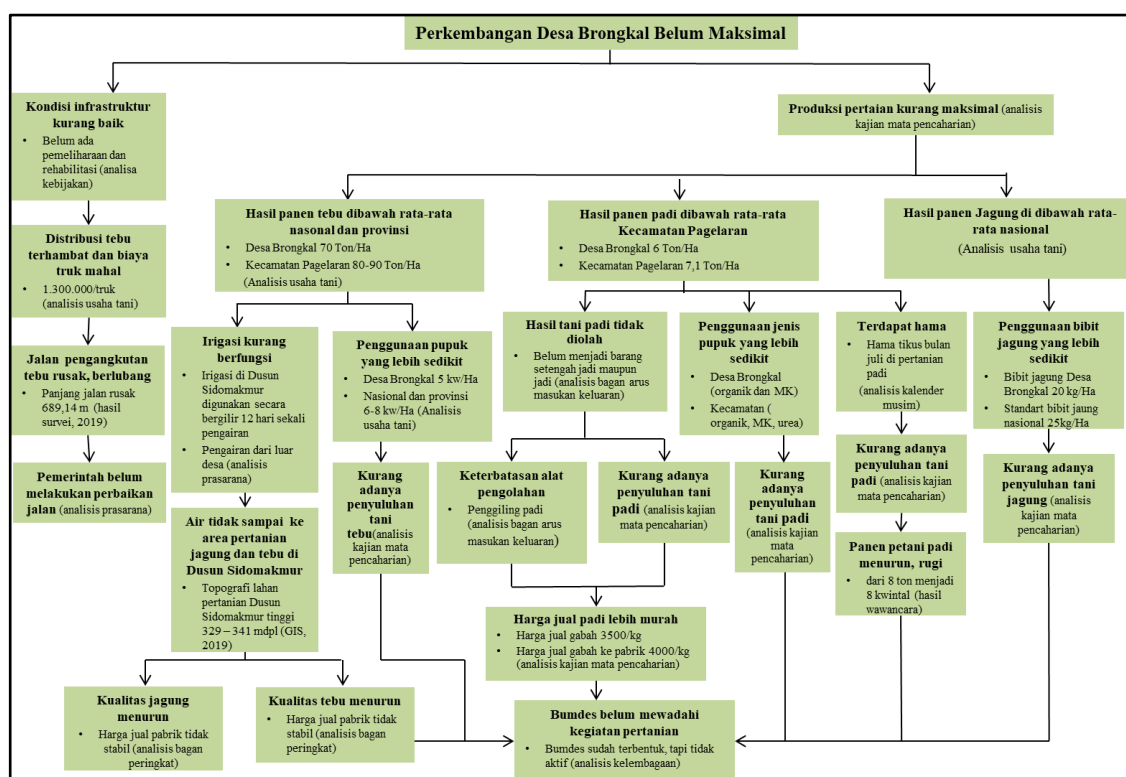 Perkembangan Desa Brongkal Belum Maksimal
Kondisi infrastruktur
kurang baik
• Belum ada
pemeliharaan dan
rehabilitasi (analisa
kebijakan)
Produksi pertaian kurang maksimal (analisis
kajian mata pencaharian)
Distribusi tebu
terhambat dan biaya
truk mahal
• 1.300.000/truk
(analisis usaha tani)
Hasil panen tebu dibawah rata-rata
nasonal dan provinsi
• Desa Brongkal 70 Ton/Ha
• Kecamatan Pagelaran 80-90 Ton/Ha
(Analisis usaha tani)
Hasil panen padi dibawah rata-rata
Kecamatan Pagelaran
• Desa Brongkal 6 Ton/Ha
• Kecamatan Pagelaran 7,1 Ton/Ha
Hasil panen Jagung di dibawah rata-
rata nasional
(Analisis usaha tani)
Jalan pengangkutan
tebu rusak, berlubang
• Panjang jalan rusak
689,14 m (hasil
survei, 2019)
Pemerintah belum
melakukan perbaikan
jalan (analisis prasarana)
Irigasi kurang
berfungsi
• Irigasi di Dusun
Sidomakmur
digunakan secara
bergilir 12 hari sekali
pengairan
• Pengairan dari luar
desa (analisis
prasarana)
Penggunaan pupuk
yang lebih sedikit
• Desa Brongkal 5 kw/Ha
• Nasional dan provinsi
6-8 kw/Ha (Analisis
usaha tani)
Hasil tani padi tidak
diolah
• Belum menjadi barang
setengah jadi maupun
jadi (analisis bagan arus
masukan keluaran)
Penggunaan jenis
pupuk yang lebih
sedikit
• Desa Brongkal
(organik dan MK)
• Kecamatan (
organik, MK, urea)
Terdapat hama
• Hama tikus bulan
juli di pertanian
padi
(analisis kalender
musim)
Penggunaan bibit
jagung yang lebih
sedikit
• Bibit jagung Desa
Brongkal 20 kg/Ha
• Standart bibit jaung
nasional 25kg/Ha
Air tidak sampai ke
area pertanian
jagung dan tebu di
Dusun Sidomakmur
• Topografi lahan
pertanian Dusun
Sidomakmur tinggi
329 – 341 mdpl (GIS,
2019)
Kurang
adanya
penyuluhan
tani
tebu(analisis
kajian mata
pencaharian)
Keterbatasan alat
pengolahan
• Penggiling padi
(analisis bagan arus
masukan keluaran)
Kurang adanya
penyuluhan tani
padi (analisis kajian
mata pencaharian)
Kurang
adanya
penyuluhan
tani padi
(analisis kajian
mata
pencaharian)
Kurang adanya
penyuluhan tani
padi (analisis kajian
mata pencaharian)
Kurang adanya
penyuluhan tani
jagung (analisis
kajian mata
pencaharian)
Panen petani padi
menurun, rugi
• dari 8 ton menjadi
8 kwintal (hasil
wawancara)
Harga jual padi lebih murah
• Harga jual gabah 3500/kg
• Harga jual gabah ke pabrik 4000/kg
(analisis kajian mata pencaharian)
Kualitas jagung
menurun
• Harga jual pabrik tidak
stabil (analisis bagan
peringkat)
Kualitas tebu menurun
• Harga jual pabrik tidak
stabil (analisis bagan
peringkat)
Bumdes belum mewadahi
kegiatan pertanian
• Bumdes sudah terbentuk, tapi tidak
aktif (analisis kelembagaan)